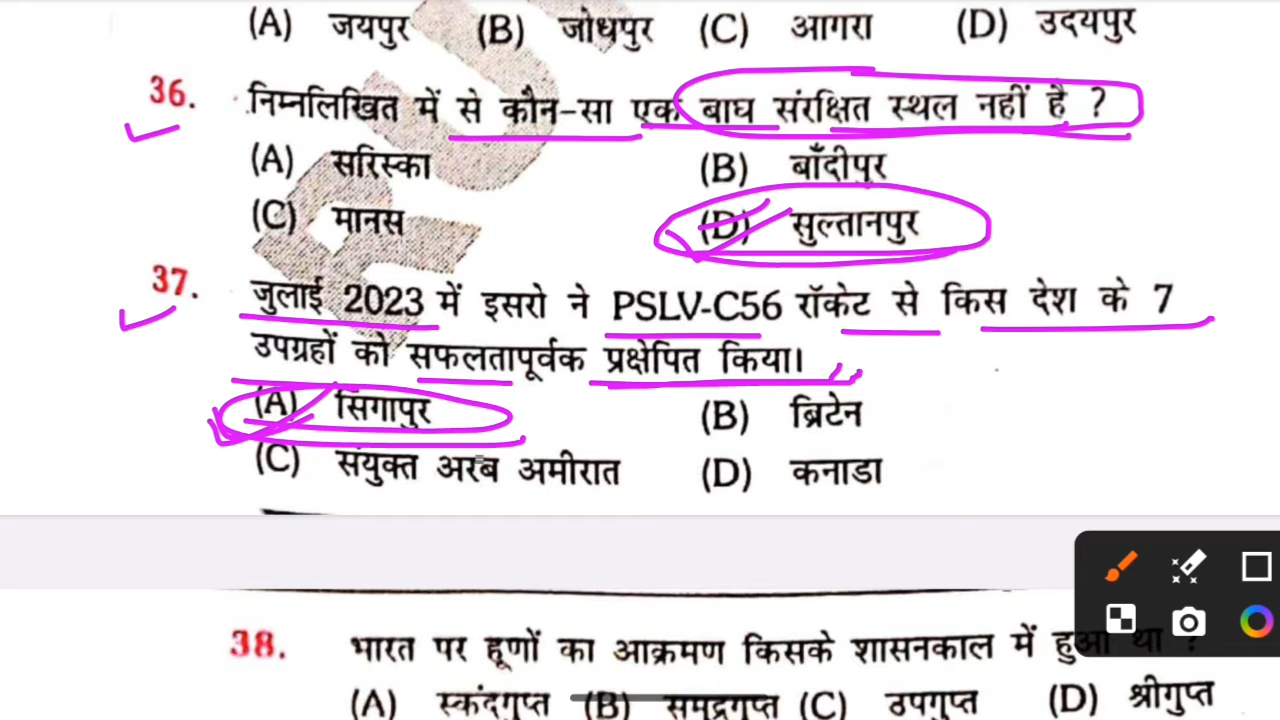 (A) जयपुर (B) जोधपुर (C) आगरा (D) उदयपुर
36. निम्नलिखित में से कौन-सा एक बाघ संरक्षित स्थल नहीं है ?
(A) सरिस्का (B) बाँदीपुर
(C) मानस (D) सुल्तानपुर
37. जुलाई 2023 में इसरो ने PSLV-C56 रॉकेट से किस देश के 7
उपग्रहों को सफलतापूर्वक प्रक्षेपित किया।
(A) सिंगापुर (B) ब्रिटेन
(C) संयुक्त अरब अमीरात (D) कनाडा
38. भारत पर हूणों का आक्रमण किसके शासनकाल में हुआ था ?
(A) स्कंदगुप्त (B) समुद्रगुप्त (C) उपगुप्त (D) श्रीगुप्त